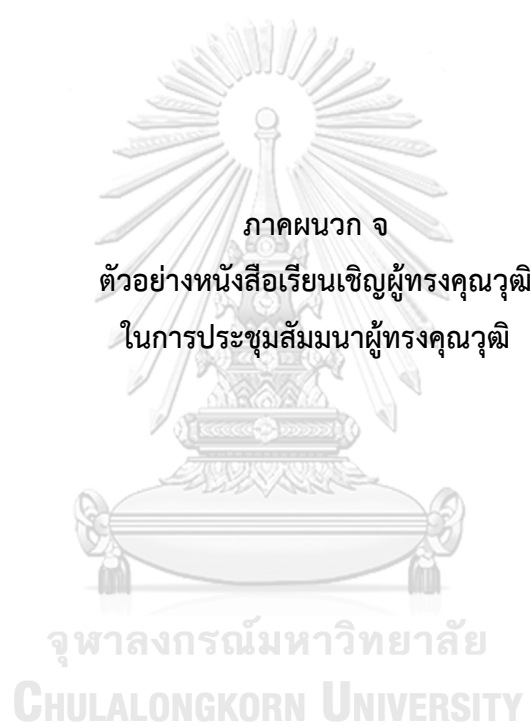 ภาคผนวก จ
ตัวอย่างหนังสือเรียนเชิญผู้ทรงคุณวุฒิ
ในการประชุมสัมมนาผู้ทรงคุณวุฒิ
จุฬาลงกรณ์มหาวิทยาลัย
CHULALONGKORN UNIVERSITY